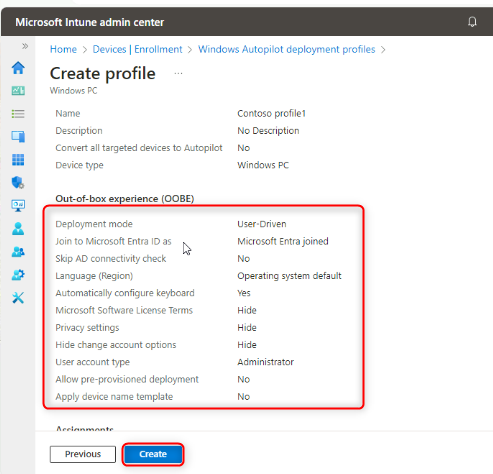 Microsoft Intune admin center
Home > Devices | Enrollment > Windows Autopilot deployment profiles >
Create profile ...
Windows PC
Name Contoso profile1
Description No Description
Convert all targeted devices to Autopilot No
Device type Windows PC
Out-of-box experience (OOBE)
Deployment mode User-Driven
Join to Microsoft Entra ID as Microsoft Entra joined
Skip AD connectivity check No
Language (Region) Operating system default
Automatically configure keyboard Yes
Microsoft Software License Terms Hide
Privacy settings Hide
Hide change account options Hide
User account type Administrator
Allow pre-provisioned deployment No
Apply device name template No
Assignments
Previous Create